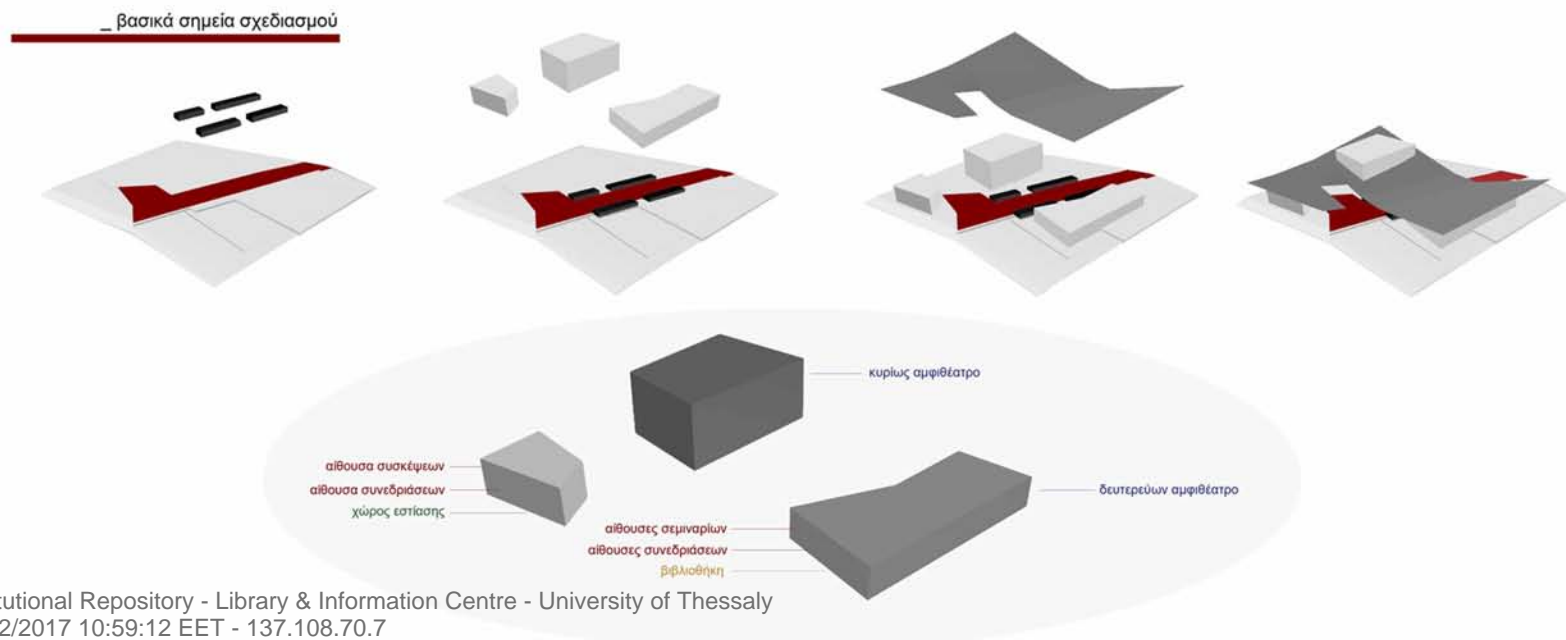 _ βασικά σημεία σχεδιασμού
κυρίως αμφιθέατρο
αίθουσα συσκέψεων
αίθουσα συνεδριάσεων
χώρος εστίασης
δευτερεύων αμφιθέατρο
αίθουσες σεμιναρίων
αίθουσες συνεδριάσεων
βιβλιοθήκη
tutional Repository - Library & Information Centre - University of Thessaly
2/2017 10:59:12 EET - 137.108.70.7